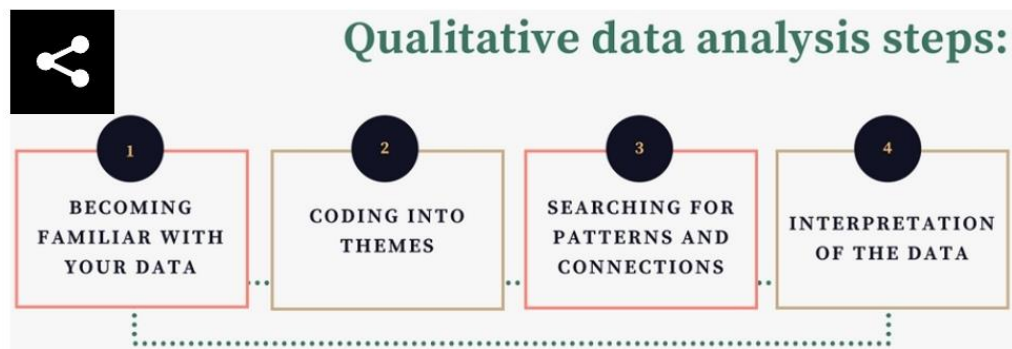 Qualitative data analysis steps:
1
BECOMING
FAMILIAR WITH
YOUR DATA
2
CODING INTO
THEMES
3
SEARCHING FOR
PATTERNS AND
CONNECTIONS
4
INTERPRETATION
OF THE DATA